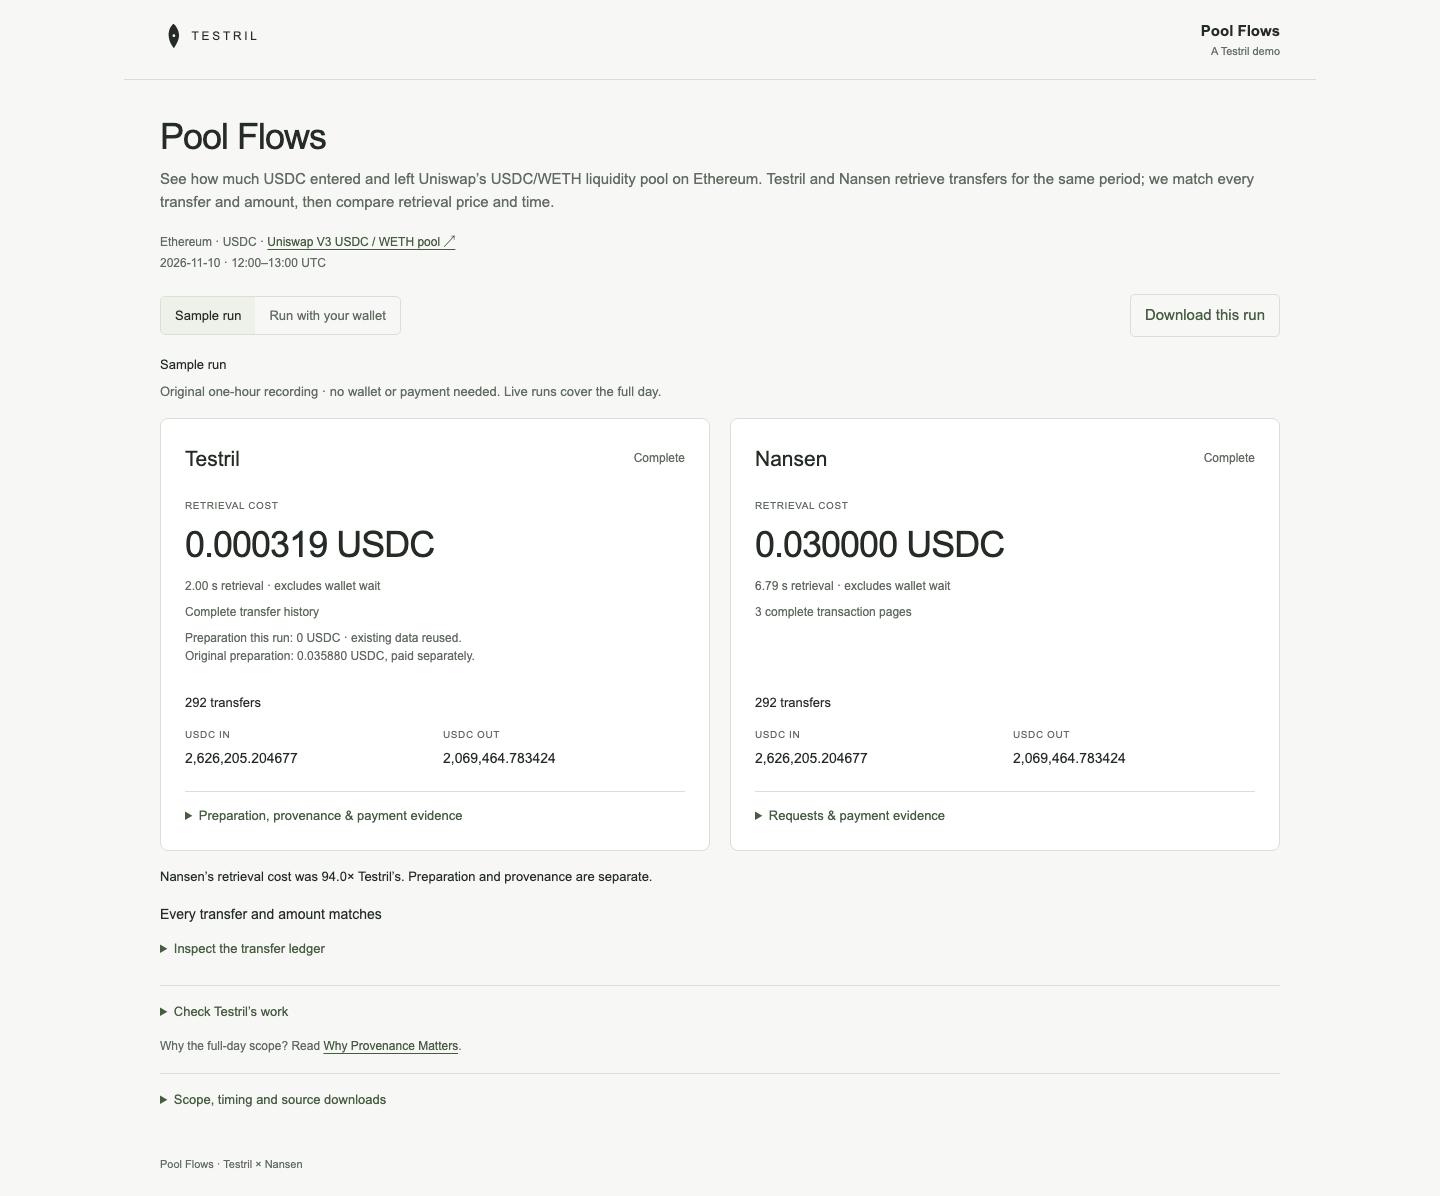 TESTRIL
Pool Flows
A Testril demo
Pool Flows
See how much USDC entered and left Uniswap's USDC/WETH liquidity pool on Ethereum. Testril and Nansen retrieve transfers for the same period; we match every
transfer and amount, then compare retrieval price and time.
Ethereum · USDC · Uniswap V3 USDC / WETH pool ↗
2026-11-10 · 12:00–13:00 UTC
Sample run
Run with your wallet
Download this run
Sample run
Original one-hour recording · no wallet or payment needed. Live runs cover the full day.
Testril
Complete
RETRIEVAL COST
0.000319 USDC
2.00 s retrieval · excludes wallet wait
Complete transfer history
Preparation this run: 0 USDC · existing data reused.
Original preparation: 0.035880 USDC, paid separately.
292 transfers
USDC IN
USDC OUT
2,626,205.204677
2,069,464.783424
▶ Preparation, provenance & payment evidence
Nansen
Complete
RETRIEVAL COST
0.030000 USDC
6.79 s retrieval · excludes wallet wait
3 complete transaction pages
292 transfers
USDC IN
USDC OUT
2,626,205.204677
2,069,464.783424
▶ Requests & payment evidence
Nansen's retrieval cost was 94.0× Testril's. Preparation and provenance are separate.
Every transfer and amount matches
▶ Inspect the transfer ledger
▶ Check Testril's work
Why the full-day scope? Read Why Provenance Matters.
▶ Scope, timing and source downloads
Pool Flows · Testril × Nansen